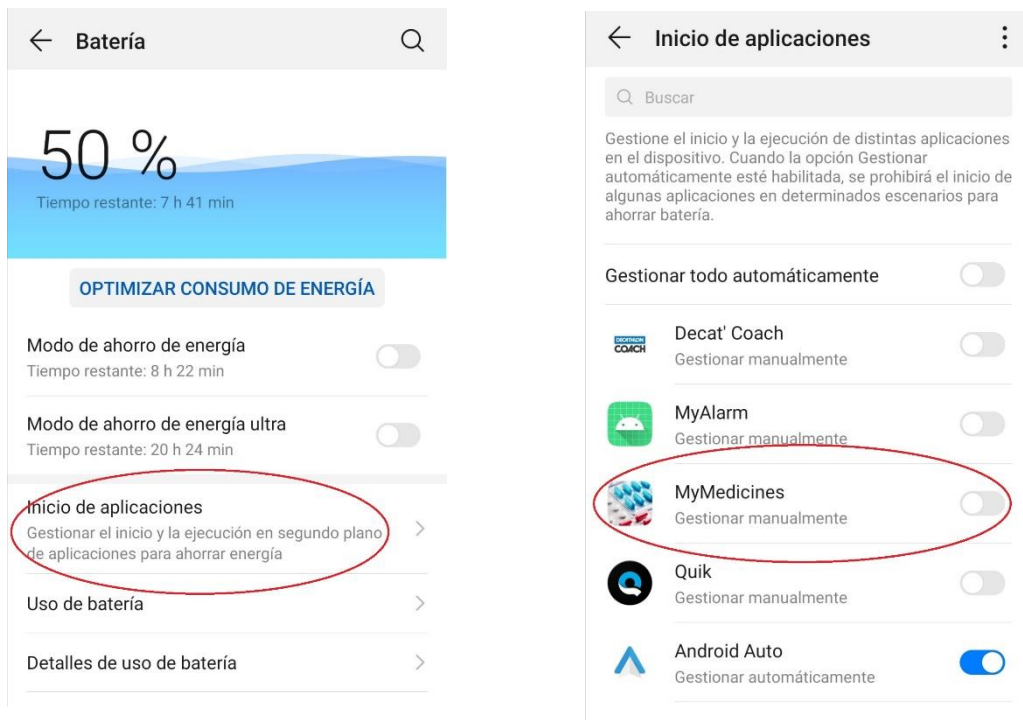 Batería
50 %
Tiempo restante: 7 h 41 min
OPTIMIZAR CONSUMO DE ENERGÍA
Modo de ahorro de energía
Tiempo restante: 8 h 22 min
Modo de ahorro de energía ultra
Tiempo restante: 20 h 24 min
Inicio de aplicaciones
Gestionar el inicio y la ejecución en segundo plano
de aplicaciones para ahorrar energía
Uso de batería
Detalles de uso de batería
Inicio de aplicaciones
Buscar
Gestione el inicio y la ejecución de distintas aplicaciones
en el dispositivo. Cuando la opción Gestionar
automáticamente esté habilitada, se prohibirá el inicio de
algunas aplicaciones en determinados escenarios para
ahorrar batería.
Gestionar todo automáticamente
DECATHLON
COACH
Decat' Coach
Gestionar manualmente
MyAlarm
Gestionar manualmente
MyMedicines
Gestionar manualmente
Quik
Gestionar manualmente
Android Auto
Gestionar automáticamente